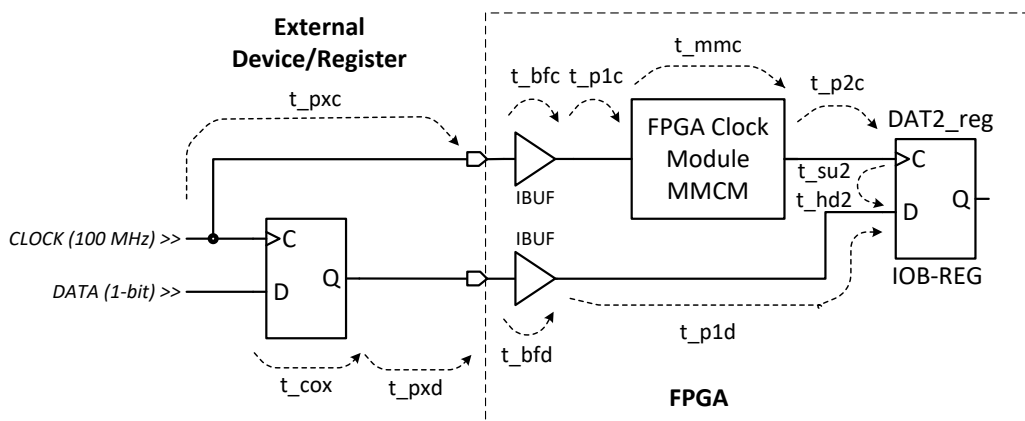 External
Device/Register
t_pxc
t_bfc
t_p1c
t_mmc
t_p2c
FPGA Clock
Module
MMCM
DAT2_reg
C
t_su2
t_hd2
D
Q
IOB-REG
IBUF
CLOCK (100 MHz) >>
C
Q
D
DATA (1-bit) >>
IBUF
t_bfd
t_p1d
t_cox
t_pxd
FPGA